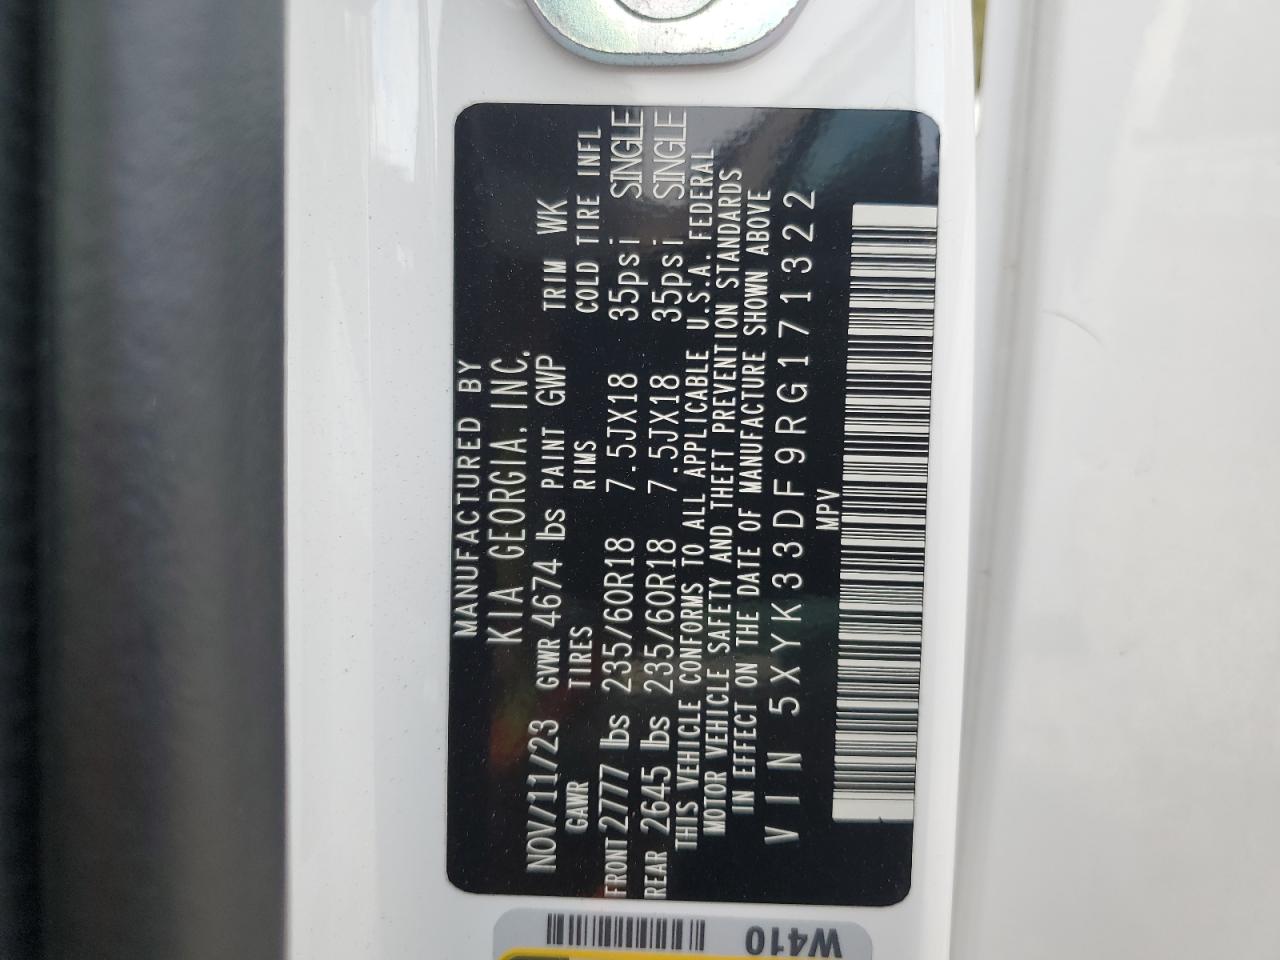 MANUFACTURED BY
KIA GEORGIA, INC.
NOV/11/23 GVWR 4674 lbs PAINT GWP TRIM WK
GAWR TIRES RIMS COLD TIRE INFL
FRONT 2777 lbs 235/60R18 7.5JX18 35psi SINGLE
REAR 2645 lbs 235/60R18 7.5JX18 35psi SINGLE
THIS VEHICLE CONFORMS TO ALL APPLICABLE U.S.A. FEDERAL
MOTOR VEHICLE SAFETY AND THEFT PREVENTION STANDARDS
IN EFFECT ON THE DATE OF MANUFACTURE SHOWN ABOVE
VIN 5XYK33DF9RG171322
MPV
W410